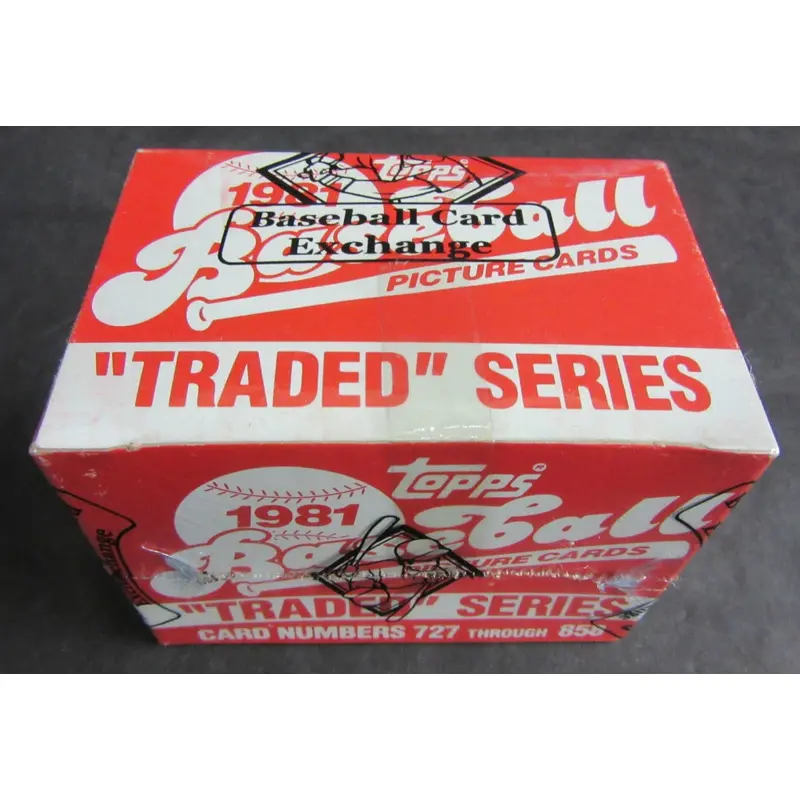 Topps
1981
Baseball
Baseball Card
Exchange
PICTURE CARDS
"TRADED" SERIES
Topps
1981
Baseball
PICTURE CARDS
"TRADED" SERIES
CARD NUMBERS 727 THROUGH 858